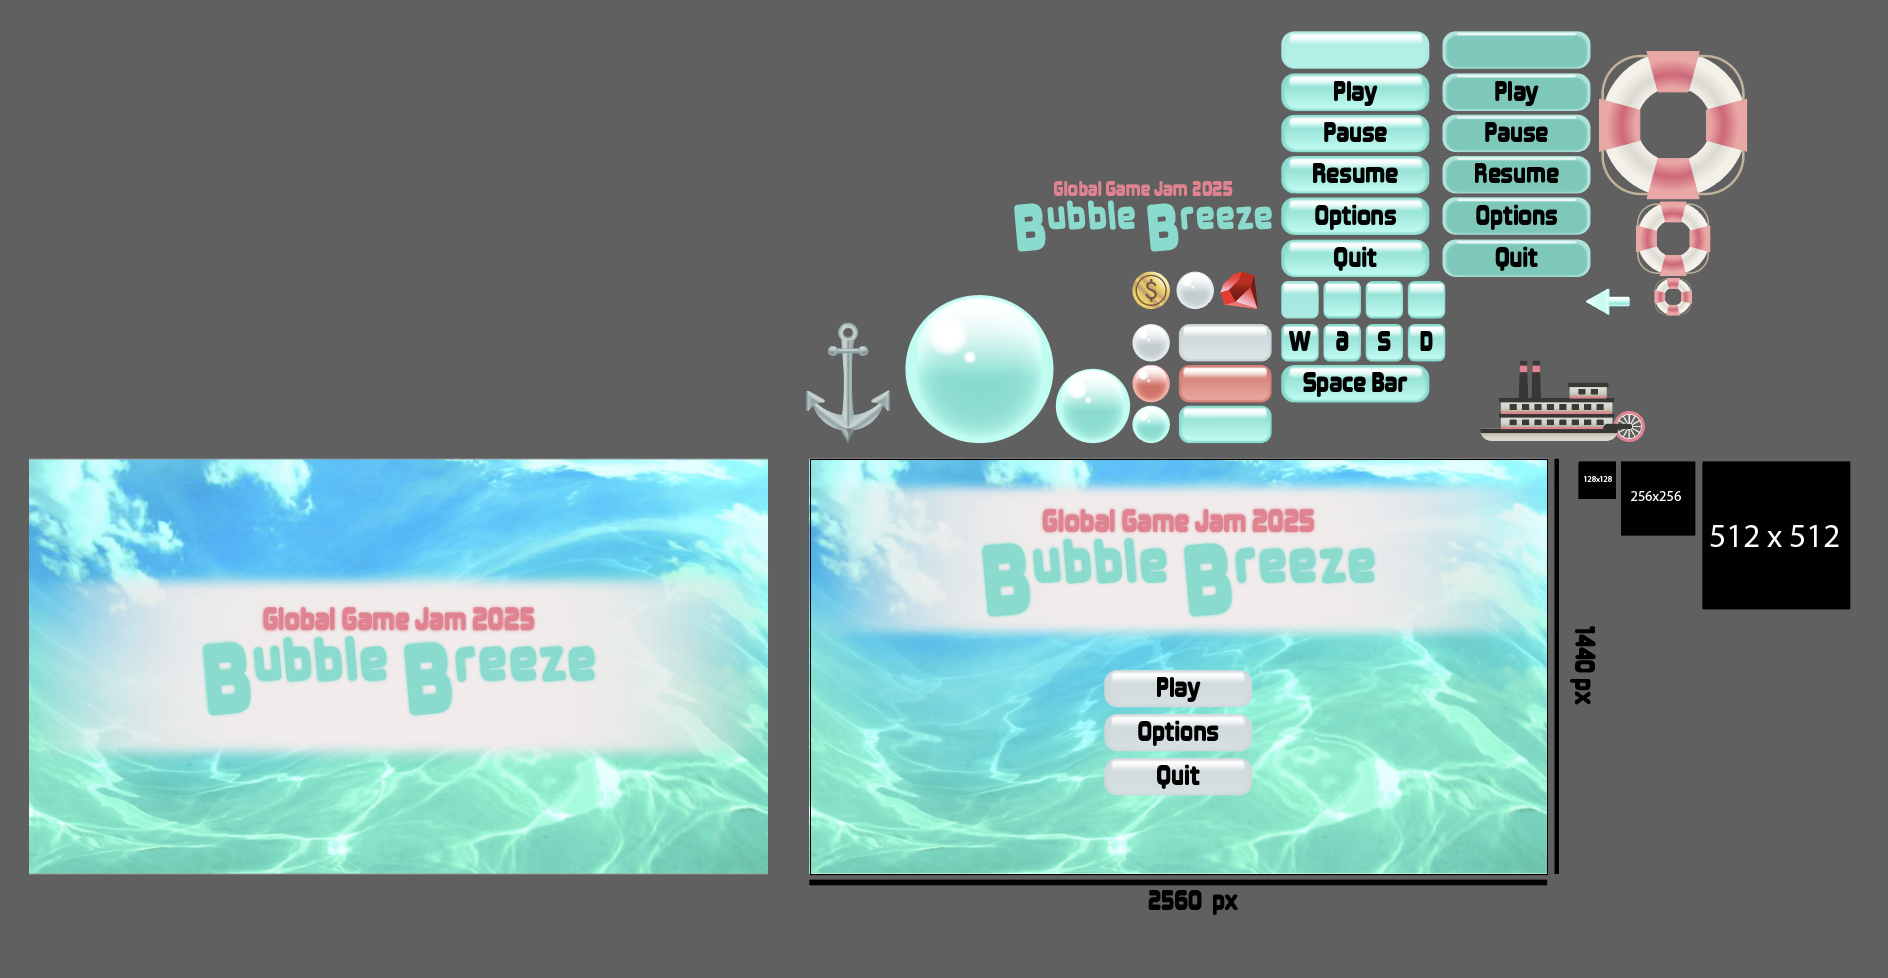 Play
Play
Pause
Pause
Resume
Resume
Options
Options
Quit
Quit
Global Game Jam 2025
Bubble Breeze
$
W a S D
Space Bar
Global Game Jam 2025
Bubble Breeze
Global Game Jam 2025
Bubble Breeze
Play
Options
Quit
128x128
256x256
512 x 512
1440 px
2560 px